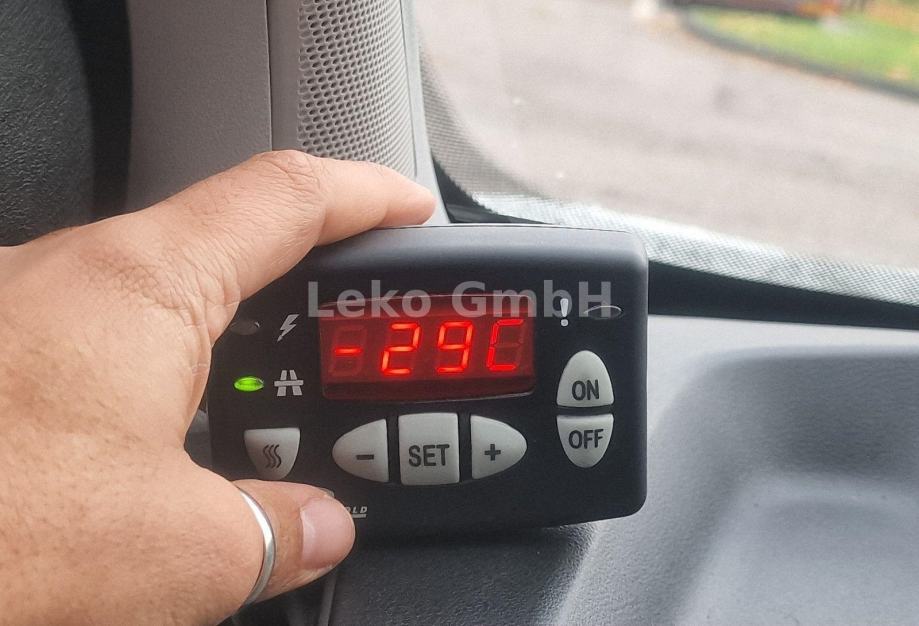 Leko GmbH
!
-29C
ON
- SET +
OFF